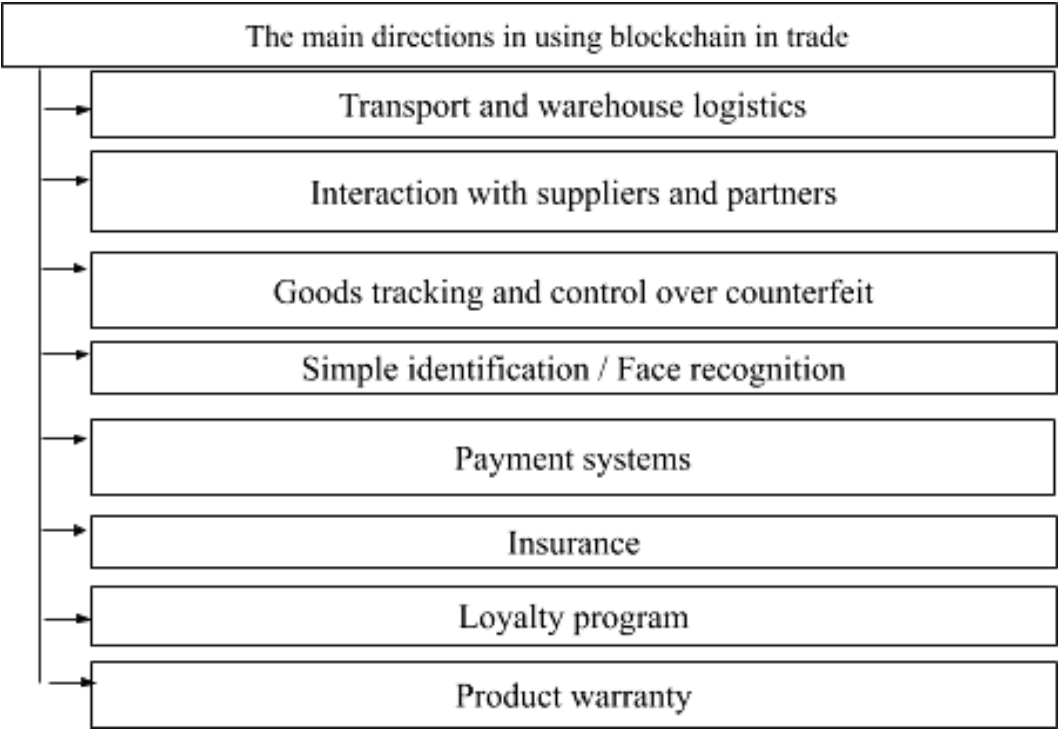 The main directions in using blockchain in trade
Transport and warehouse logistics
Interaction with suppliers and partners
Goods tracking and control over counterfeit
Simple identification / Face recognition
Payment systems
Insurance
Loyalty program
Product warranty